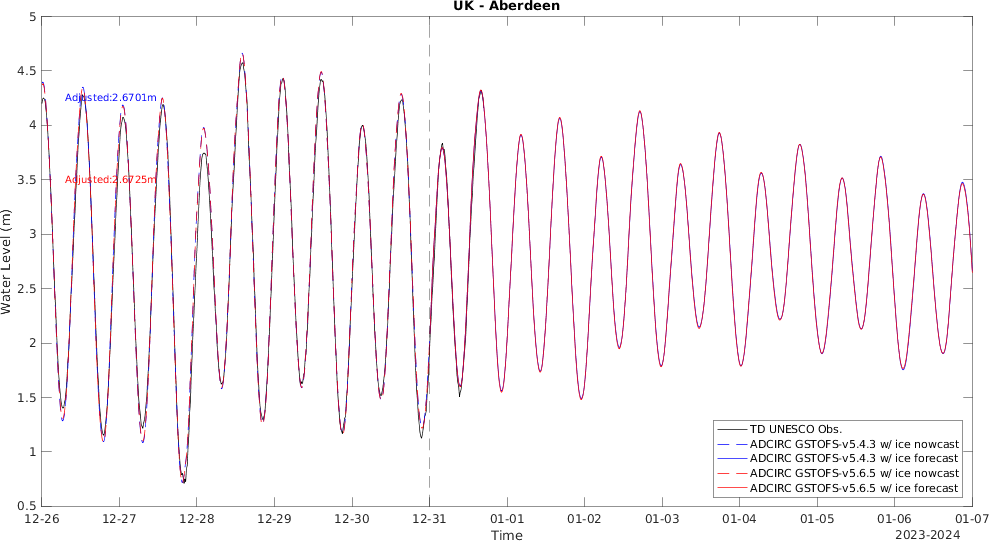 UK - Aberdeen
Water Level (m)
5
4.5
4
3.5
3
2.5
2
1.5
1
0.5
Adjusted:2.6701m
Adjusted:2.6725m
TD UNESCO Obs.
ADCIRC GSTOFS-v5.4.3 w/ ice nowcast
ADCIRC GSTOFS-v5.4.3 w/ ice forecast
ADCIRC GSTOFS-v5.6.5 w/ ice nowcast
ADCIRC GSTOFS-v5.6.5 w/ ice forecast
12-26 12-27 12-28 12-29 12-30 12-31 01-01 01-02 01-03 01-04 01-05 01-06 01-07
Time
2023-2024